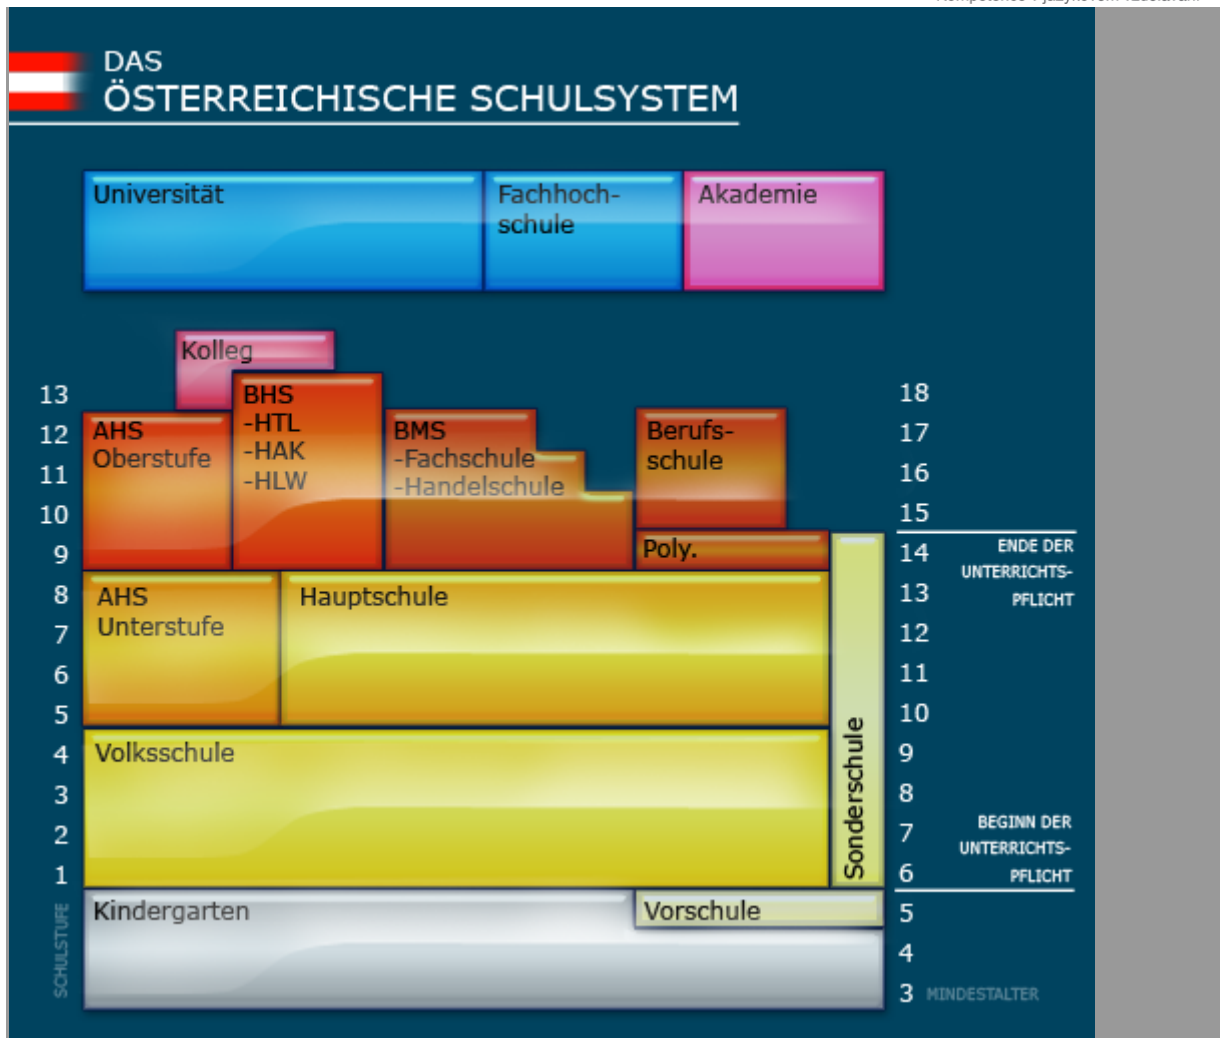 DAS
ÖSTERREICHISCHE SCHULSYSTEM
Universität
Fachhoch-
schule
Akademie
Kolleg
13
BHS
-HTL
-HAK
-HLW
18
12
AHS
Oberstufe
BMS
-Fachschule
-Handelschule
Berufs-
schule
17
11
16
10
15
9
Poly.
14
ENDE DER
UNTERRICHTS-
PFLICHT
8
AHS
Unterstufe
Hauptschule
13
7
12
6
11
5
10
4
Volksschule
Sonderschule
9
3
8
2
7
BEGINN DER
UNTERRICHTS-
PFLICHT
1
6
Kindergarten
Vorschule
5
SCHULSTUFE
4
3
MINDESTALTER